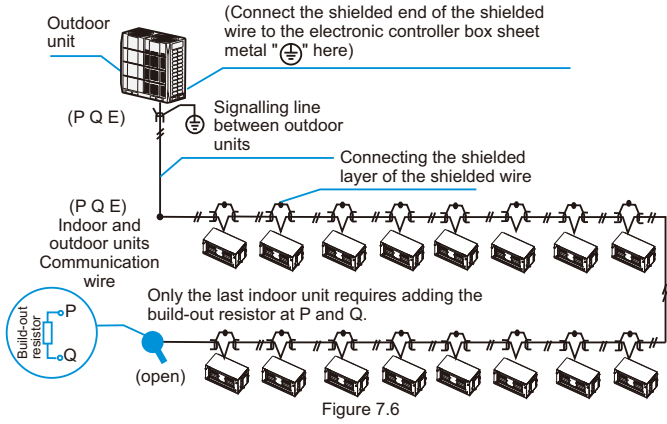 Outdoor
unit
(Connect the shielded end of the shielded
wire to the electronic controller box sheet
metal "⏚" here)
(P Q E)
Signalling line
between outdoor
units
Connecting the shielded
layer of the shielded wire
(P Q E)
Indoor and
outdoor units
Communication
wire
Only the last indoor unit requires adding the
build-out resistor at P and Q.
Build-out
resistor
P
Q
(open)
Figure 7.6